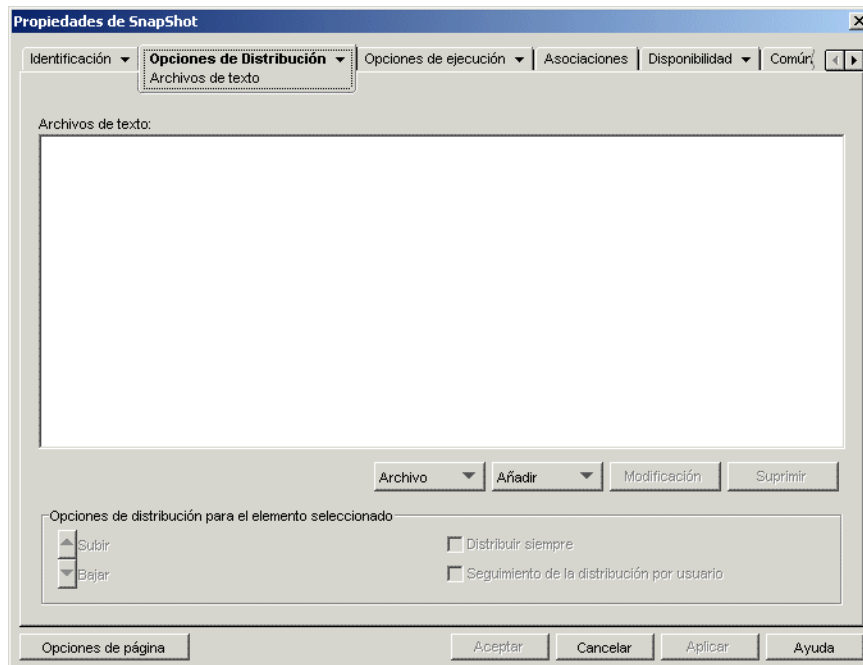 Propiedades de SnapShot
Identificación Opciones de Distribución Opciones de ejecución Asociaciones Disponibilidad Común
Archivos de texto
Archivos de texto:
Archivo Añadir Modificación Suprimir
Opciones de distribución para el elemento seleccionado
Subir Distribuir siempre
Bajar Seguimiento de la distribución por usuario
Opciones de página Aceptar Cancelar Aplicar Ayuda